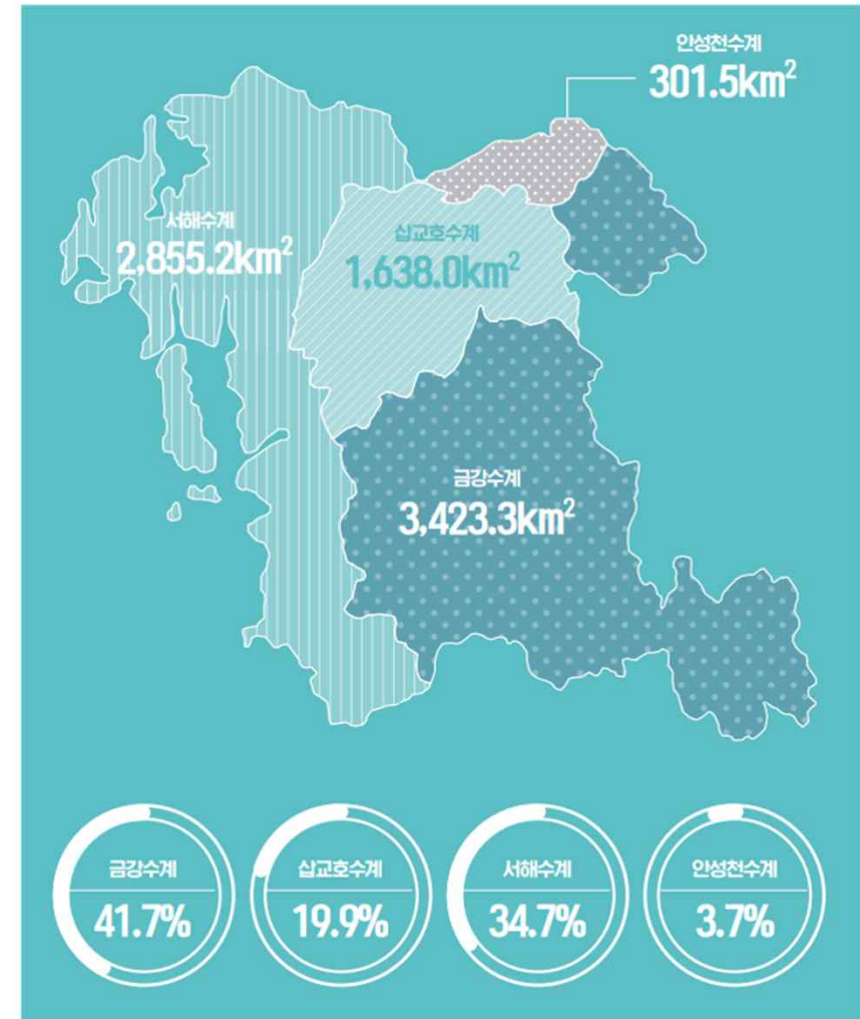 안성천수계
301.5km²
서해수계
2,855.2km²
삽교호수계
1,638.0km²
금강수계
3,423.3km²
금강수계
41.7%
삽교호수계
19.9%
서해수계
34.7%
안성천수계
3.7%